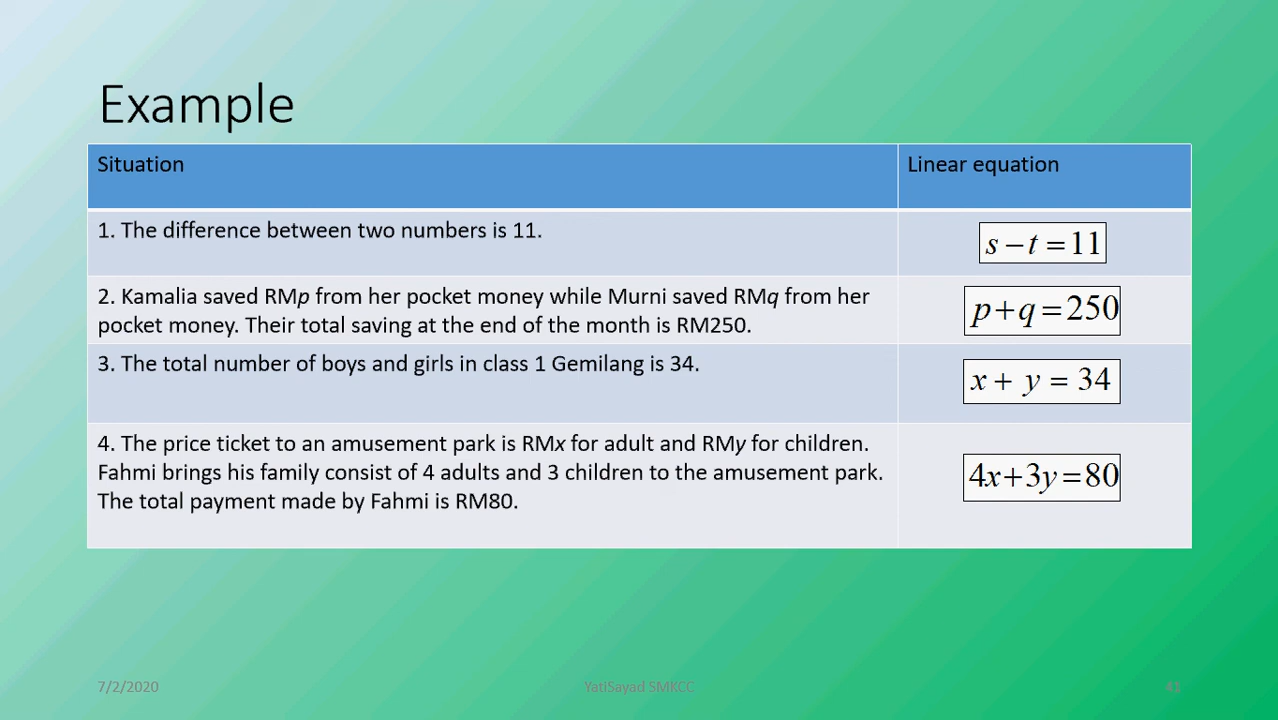 Example
Situation
Linear equation
1. The difference between two numbers is 11.
s − t = 11
2. Kamalia saved RMp from her pocket money while Murni saved RMq from her
pocket money. Their total saving at the end of the month is RM250.
p+q=250
3. The total number of boys and girls in class 1 Gemilang is 34.
x + y = 34
4. The price ticket to an amusement park is RMx for adult and RMy for children.
Fahmi brings his family consist of 4 adults and 3 children to the amusement park.
The total payment made by Fahmi is RM80.
4x+3y=80
7/2/2020
YatiSayad SMKCC
41